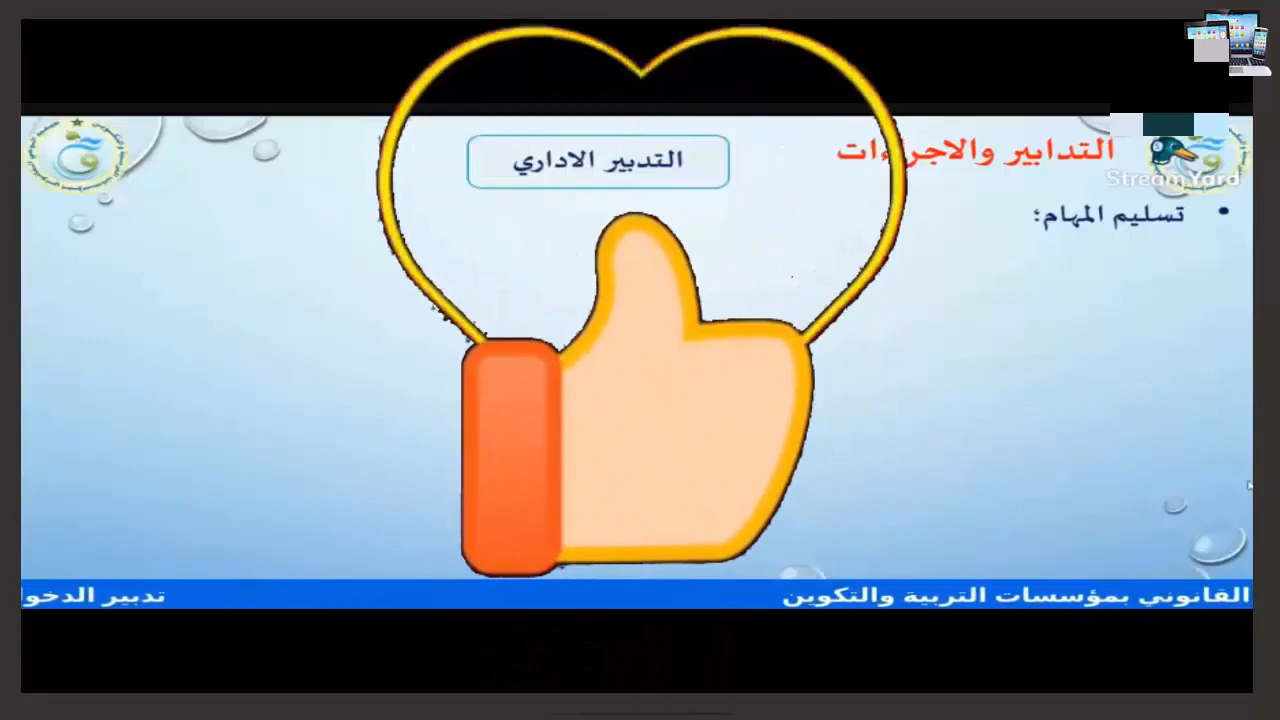 التدابير والاجراءات
التدبير الاداري
StreamYard
• تسليم المهام؛
القانوني بمؤسسات التربية والتكوين
تدبير الدخو